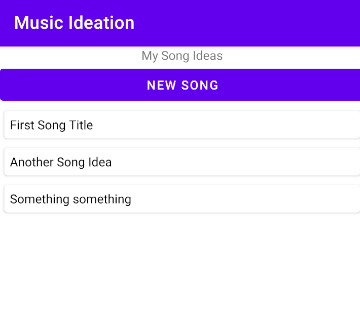 Music Ideation
My Song Ideas
NEW SONG
First Song Title
Another Song Idea
Something something